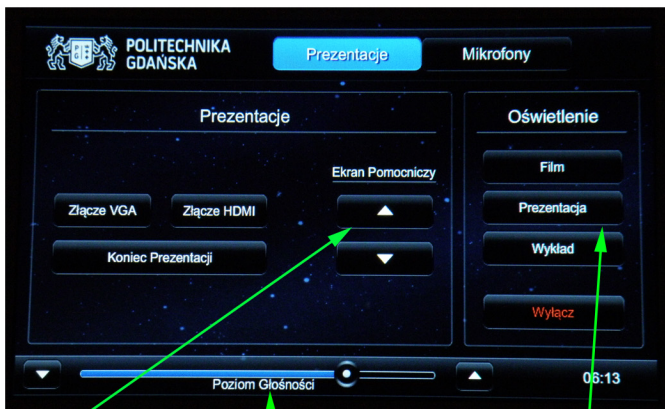 POLITECHNIKA
GDAŃSKA
Prezentacje
Mikrofony
Prezentacje
Ekran Pomocniczy
Złącze VGA
Złącze HDMI
Koniec Prezentacji
Oświetlenie
Film
Prezentacja
Wykład
Wyłącz
Poziom Głośności
06:13